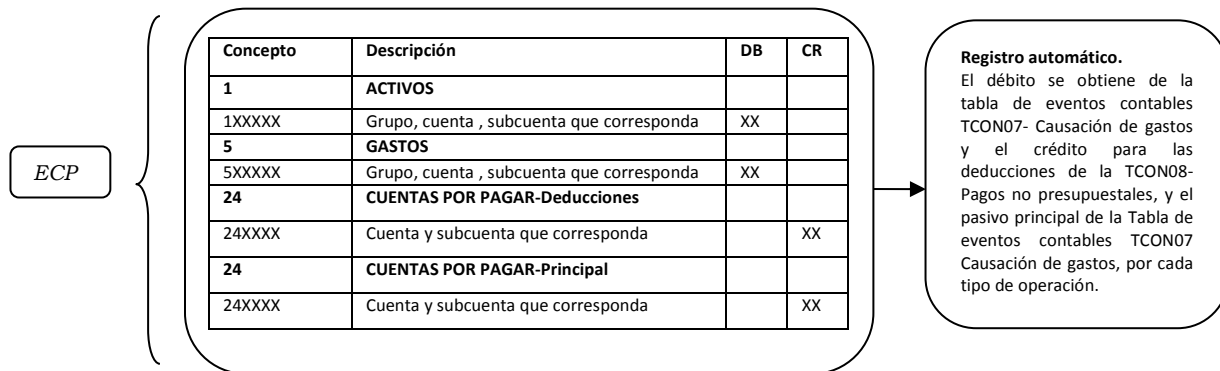 ECP
Concepto Descripción DB CR
1 ACTIVOS
1XXXXX Grupo, cuenta , subcuenta que corresponda XX
5 GASTOS
5XXXXX Grupo, cuenta , subcuenta que corresponda XX
24 CUENTAS POR PAGAR-Deducciones
24XXXX Cuenta y subcuenta que corresponda XX
24 CUENTAS POR PAGAR-Principal
24XXXX Cuenta y subcuenta que corresponda XX
Registro automático.
El débito se obtiene de la
tabla de eventos contables
TCON07- Causación de gastos
y el crédito para las
deducciones de la TCON08-
Pagos no presupuestales, y el
pasivo principal de la Tabla de
eventos contables TCON07
Causación de gastos, por cada
tipo de operación.